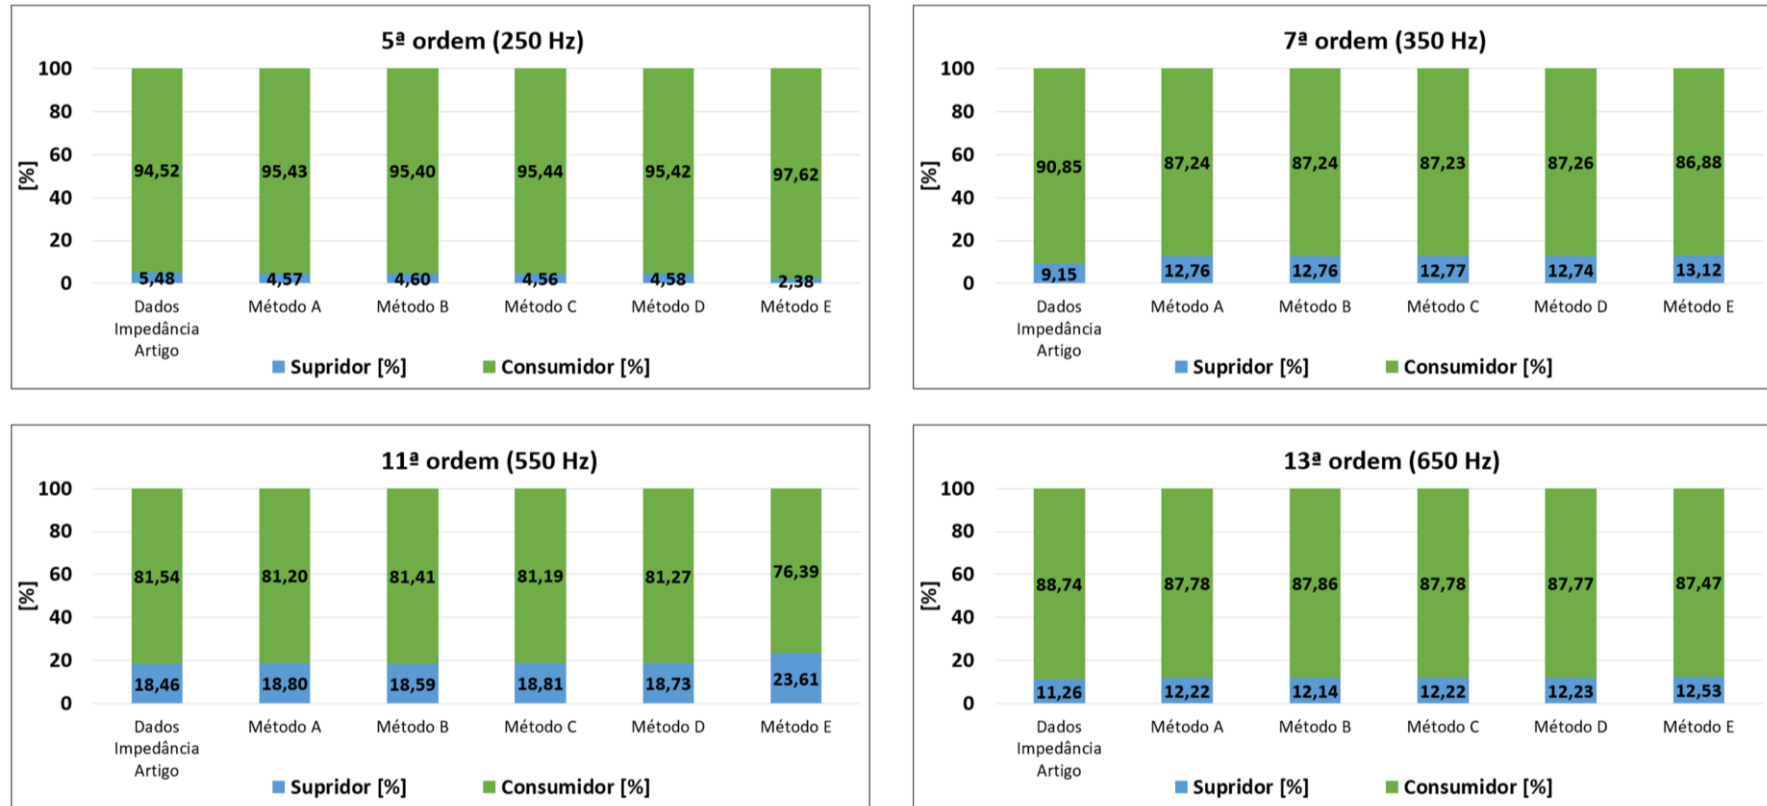 5ª ordem (250 Hz)
100
80
60
40
20
0
[%]
94,52
95,43
95,40
95,44
95,42
97,62
5,48
4,57
4,60
4,56
4,58
2,38
Dados Impedância Artigo
Método A
Método B
Método C
Método D
Método E
Supridor [%]
Consumidor [%]
7ª ordem (350 Hz)
100
80
60
40
20
0
[%]
90,85
87,24
87,24
87,23
87,26
86,88
9,15
12,76
12,76
12,77
12,74
13,12
Dados Impedância Artigo
Método A
Método B
Método C
Método D
Método E
Supridor [%]
Consumidor [%]
11ª ordem (550 Hz)
100
80
60
40
20
0
[%]
81,54
81,20
81,41
81,19
81,27
76,39
18,46
18,80
18,59
18,81
18,73
23,61
Dados Impedância Artigo
Método A
Método B
Método C
Método D
Método E
Supridor [%]
Consumidor [%]
13ª ordem (650 Hz)
100
80
60
40
20
0
[%]
88,74
87,78
87,86
87,78
87,77
87,47
11,26
12,22
12,14
12,22
12,23
12,53
Dados Impedância Artigo
Método A
Método B
Método C
Método D
Método E
Supridor [%]
Consumidor [%]